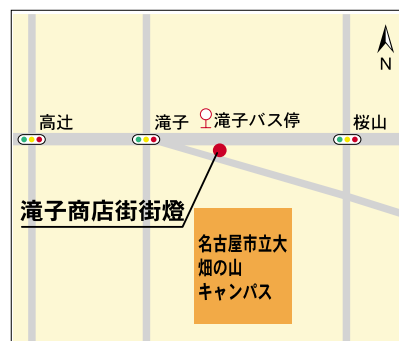 N
高辻
滝子
滝子バス停
桜山
滝子商店街街燈
名古屋市立大
畑の山
キャンパス